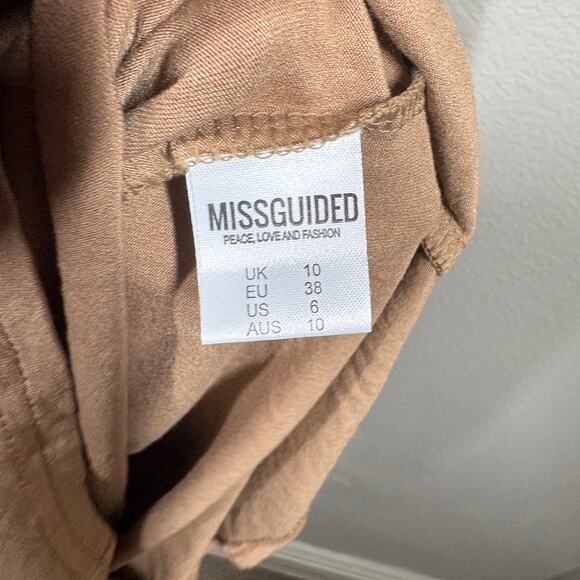 MISSGUIDED
PEACE, LOVE AND FASHION
UK 10
EU 38
US 6
AUS 10